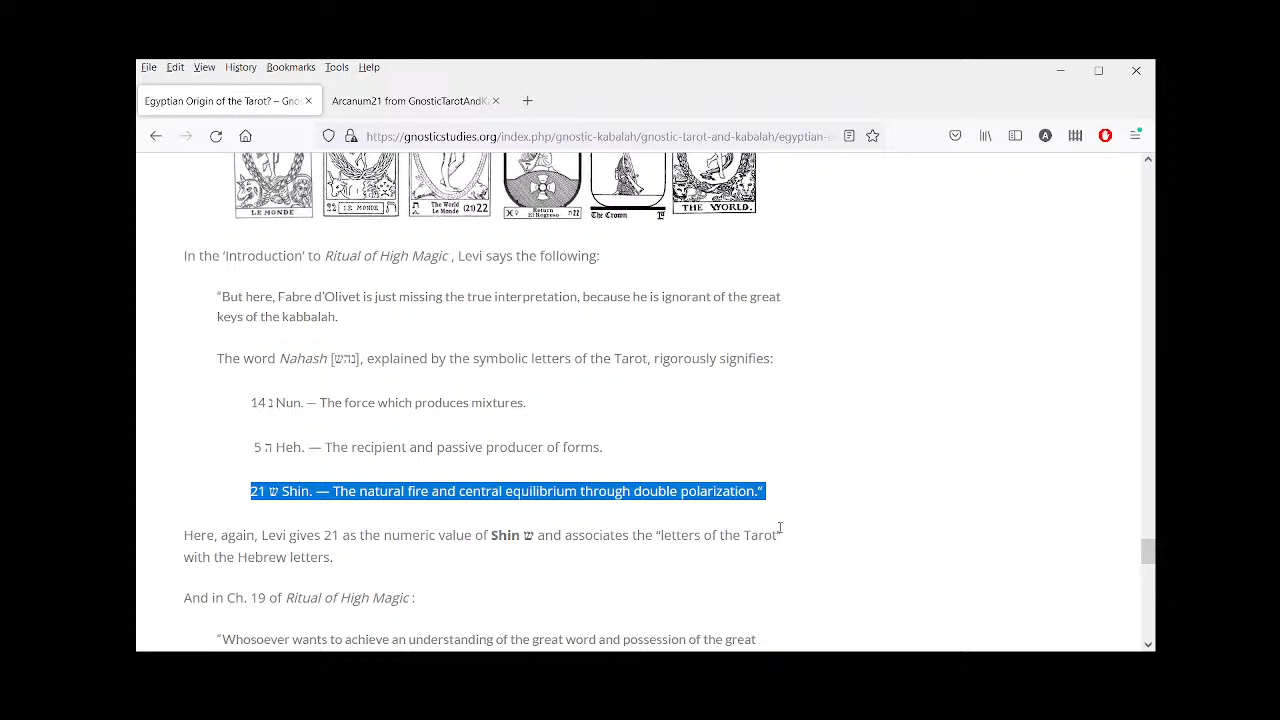 File Edit View History Bookmarks Tools Help
Egyptian Origin of the Tarot? – Gno
Arcanum21 from GnosticTarotAndK
https://gnosticstudies.org/index.php/gnostic-kabalah/gnostic-tarot-and-kabalah/egyptian-
LE MONDE
22 LE MONDE ת
The World
Le Monde (21) 22
Return
El Regreso
22
The Crown
THE WORLD.
In the ‘Introduction’ to Ritual of High Magic , Levi says the following:
“But here, Fabre d’Olivet is just missing the true interpretation, because he is ignorant of the great
keys of the kabbalah.
The word Nahash [נהש], explained by the symbolic letters of the Tarot, rigorously signifies:
14 נ Nun. — The force which produces mixtures.
5 ה Heh. — The recipient and passive producer of forms.
21 ש Shin. — The natural fire and central equilibrium through double polarization.“
Here, again, Levi gives 21 as the numeric value of Shin ש and associates the “letters of the Tarot”
with the Hebrew letters.
And in Ch. 19 of Ritual of High Magic :
“Whosoever wants to achieve an understanding of the great word and possession of the great